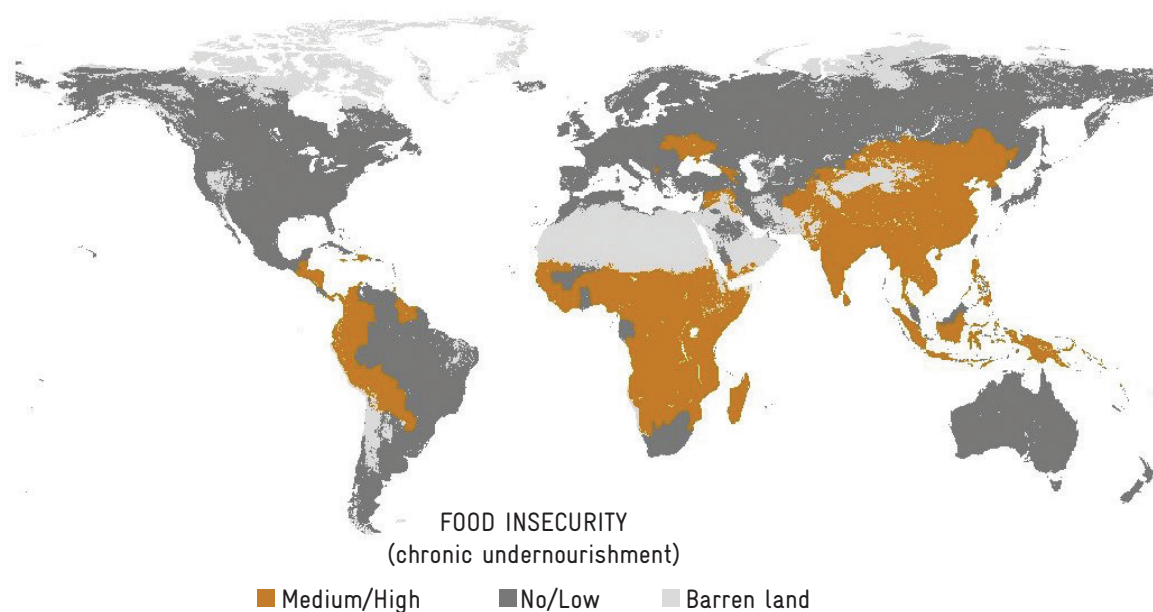 FOOD INSECURITY
(chronic undernourishment)
Medium/High No/Low Barren land